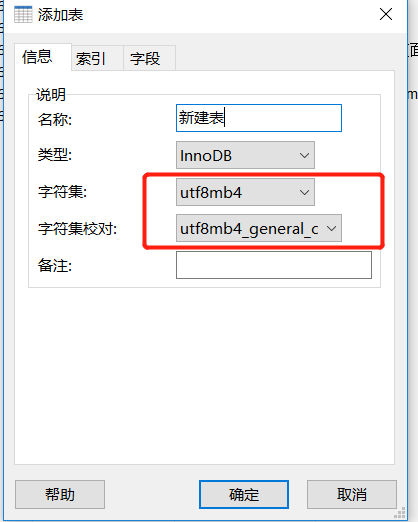 添加表
信息 索引 字段
说明
名称: 新建表
类型: InnoDB
字符集: utf8mb4
字符集校对: utf8mb4_general_c
备注:
帮助 确定 取消